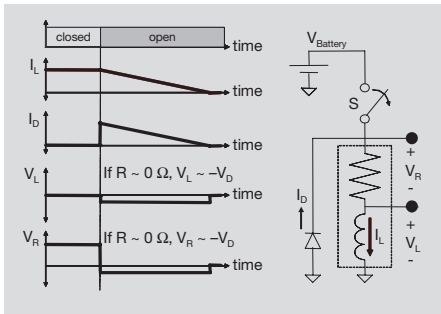 closed open
time
I_L
time
I_D
time
V_L If R ~ 0 Ω, V_L ~ –V_D
time
V_R If R ~ 0 Ω, V_R ~ –V_D
time
V_Battery
S
+
V_R
-
I_D
+
I_L V_L
-